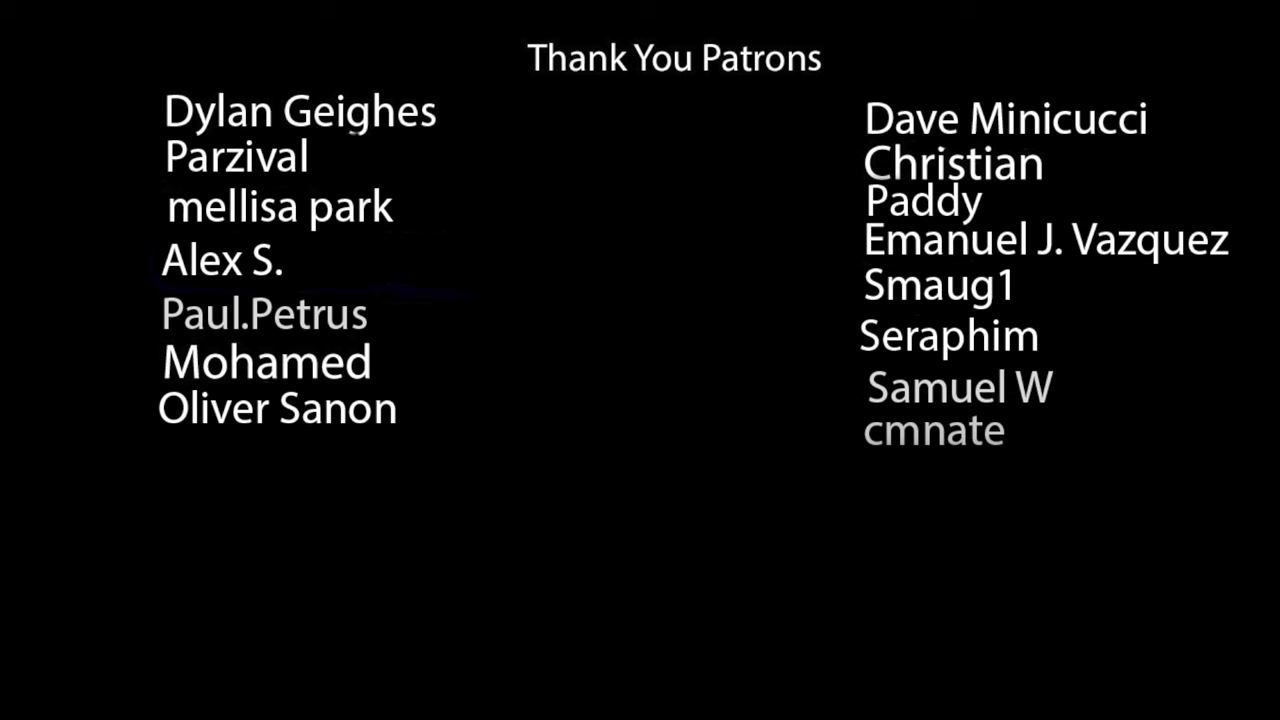 Thank You Patrons
Dylan Geighes
Parzival
mellisa park
Alex S.
Paul.Petrus
Mohamed
Oliver Sanon
Dave Minicucci
Christian
Paddy
Emanuel J. Vazquez
Smaug1
Seraphim
Samuel W
cmnate